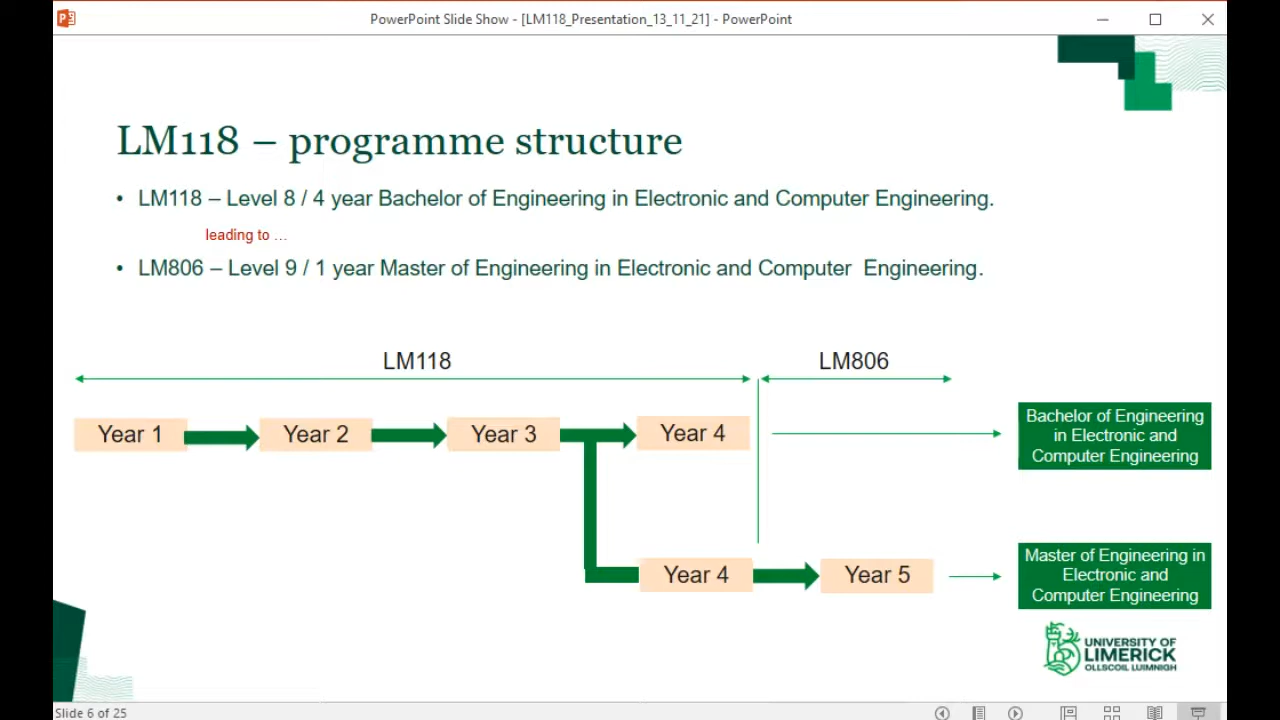 PowerPoint Slide Show - [LM118_Presentation_13_11_21] - PowerPoint
LM118 – programme structure
• LM118 – Level 8 / 4 year Bachelor of Engineering in Electronic and Computer Engineering.
leading to …
• LM806 – Level 9 / 1 year Master of Engineering in Electronic and Computer  Engineering.
LM118
LM806
Year 1
Year 2
Year 3
Year 4
Bachelor of Engineering
in Electronic and
Computer Engineering
Year 4
Year 5
Master of Engineering in
Electronic and
Computer Engineering
UNIVERSITY OF
LIMERICK
OLLSCOIL LUIMNIGH
Slide 6 of 25